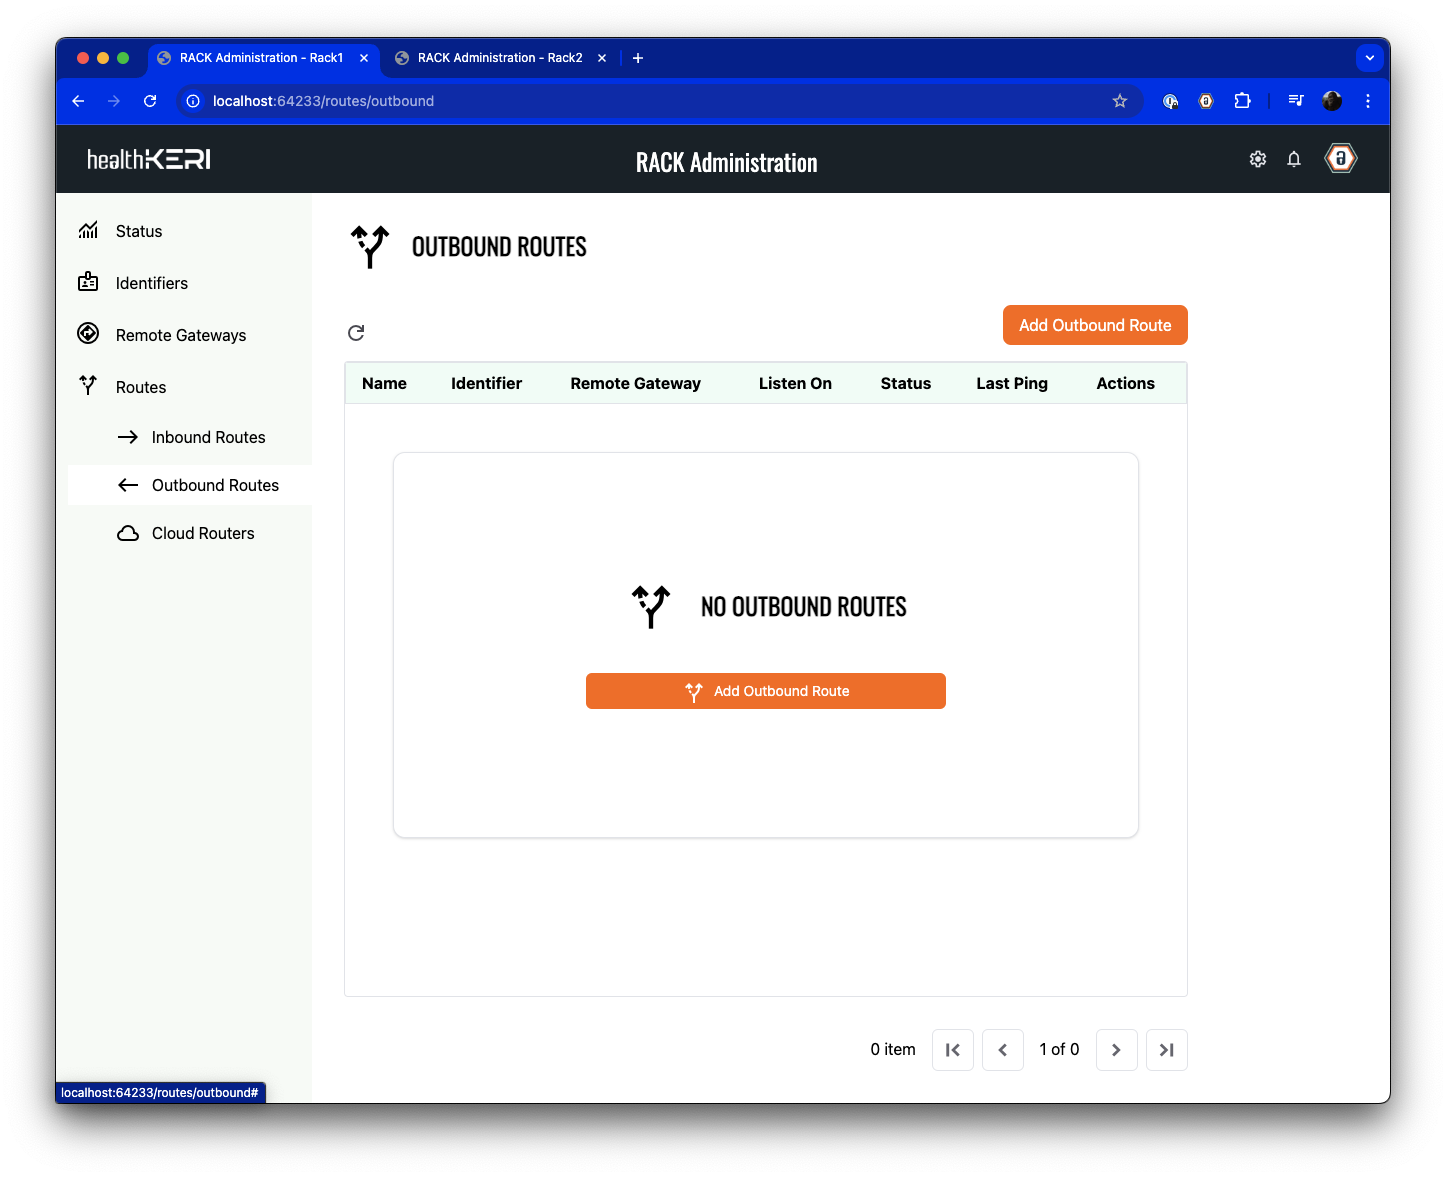 RACK Administration - Rack1
RACK Administration - Rack2
localhost:64233/routes/outbound
healthKERI
RACK Administration
Status
Identifiers
Remote Gateways
Routes
Inbound Routes
Outbound Routes
Cloud Routers
OUTBOUND ROUTES
Add Outbound Route
Name Identifier Remote Gateway Listen On Status Last Ping Actions
NO OUTBOUND ROUTES
Add Outbound Route
0 item
1 of 0
localhost:64233/routes/outbound#